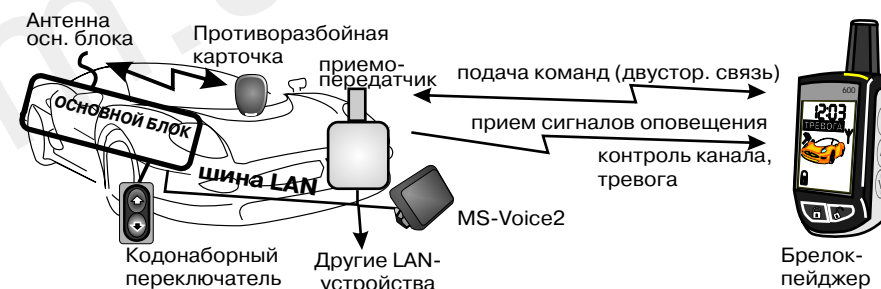 Антенна
осн. блока
Противоразбойная
карточка
приемо-
передатчик
подача команд (двустор. связь)
600
12:03
ТРЕВОГА
ОСНОВНОЙ БЛОК
прием сигналов оповещения
контроль канала,
тревога
шина LAN
MS-Voice2
Кодонаборный
переключатель
Другие LAN-
устройства
Брелок-
пейджер